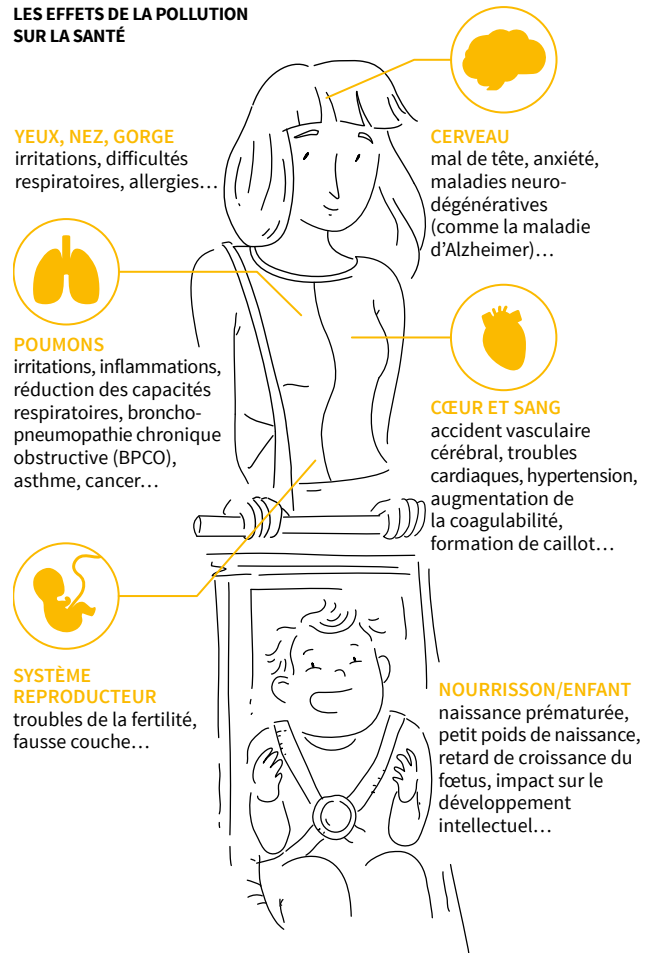 LES EFFETS DE LA POLLUTION
SUR LA SANTÉ
YEUX, NEZ, GORGE
irritations, difficultés
respiratoires, allergies…
CERVEAU
mal de tête, anxiété,
maladies neuro-
dégénératives
(comme la maladie
d’Alzheimer)…
POUMONS
irritations, inflammations,
réduction des capacités
respiratoires, broncho-
pneumopathie chronique
obstructive (BPCO),
asthme, cancer…
CŒUR ET SANG
accident vasculaire
cérébral, troubles
cardiaques, hypertension,
augmentation de
la coagulabilité,
formation de caillot…
SYSTÈME
REPRODUCTEUR
troubles de la fertilité,
fausse couche…
NOURRISSON/ENFANT
naissance prématurée,
petit poids de naissance,
retard de croissance du
fœtus, impact sur le
développement
intellectuel…